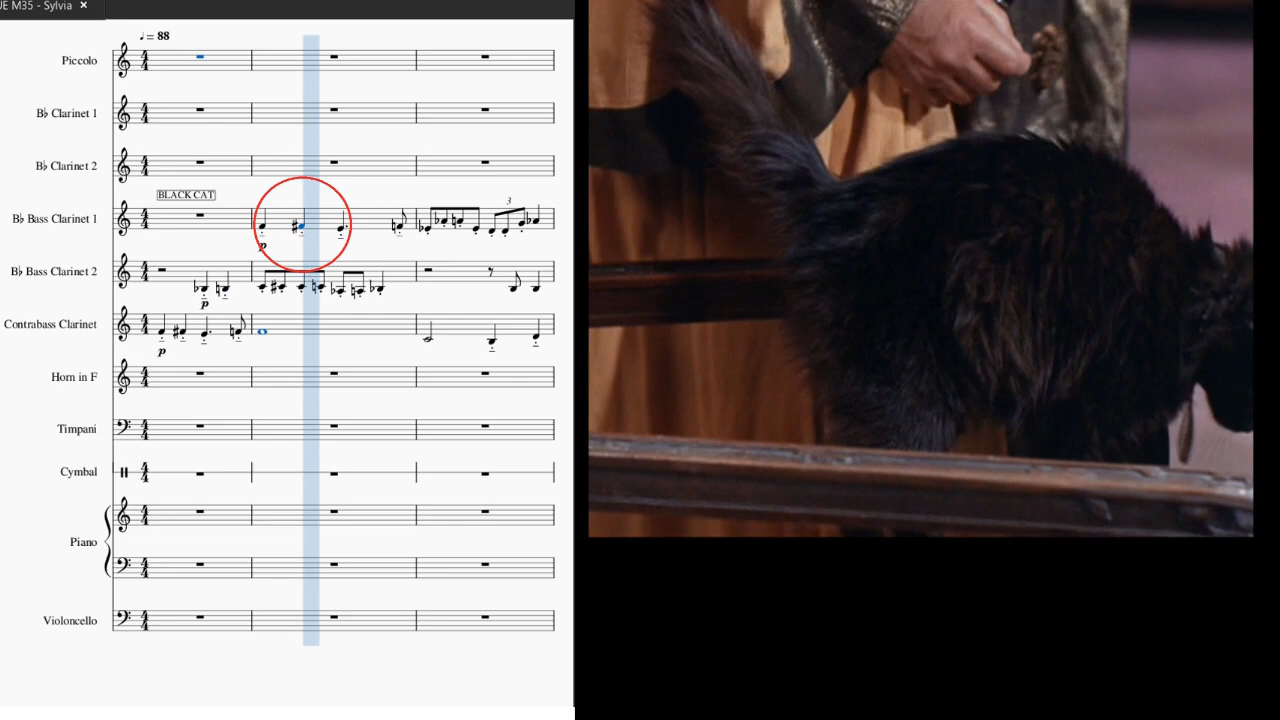 UE M35 - Sylvia ×
♩ = 88
Piccolo
B♭ Clarinet 1
B♭ Clarinet 2
BLACK CAT
B♭ Bass Clarinet 1
3
p
B♭ Bass Clarinet 2
p
Contrabass Clarinet
p
Horn in F
Timpani
Cymbal
Piano
Violoncello